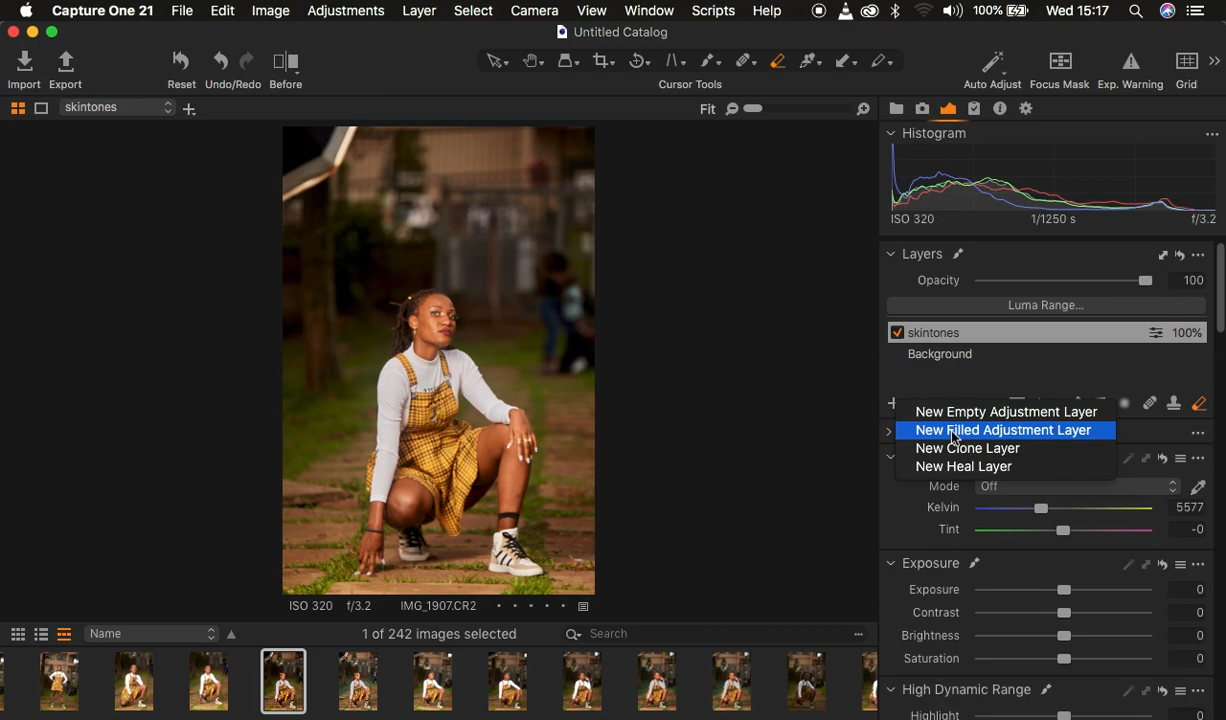 Capture One 21 File Edit Image Adjustments Layer Select Camera View Window Scripts Help 100% Wed 15:17
Untitled Catalog
Import Export Reset Undo/Redo Before Cursor Tools Auto Adjust Focus Mask Exp. Warning Grid
skintones Fit
Histogram
ISO 320 1/1250 s f/3.2
Layers
Opacity 100
Luma Range...
skintones 100%
Background
New Empty Adjustment Layer
New Filled Adjustment Layer
New Clone Layer
New Heal Layer
Mode Off
Kelvin 5577
Tint -0
Exposure
Exposure 0
Contrast 0
Brightness 0
Saturation 0
High Dynamic Range
Highlight 0
ISO 320 f/3.2 IMG_1907.CR2
Name 1 of 242 images selected Search